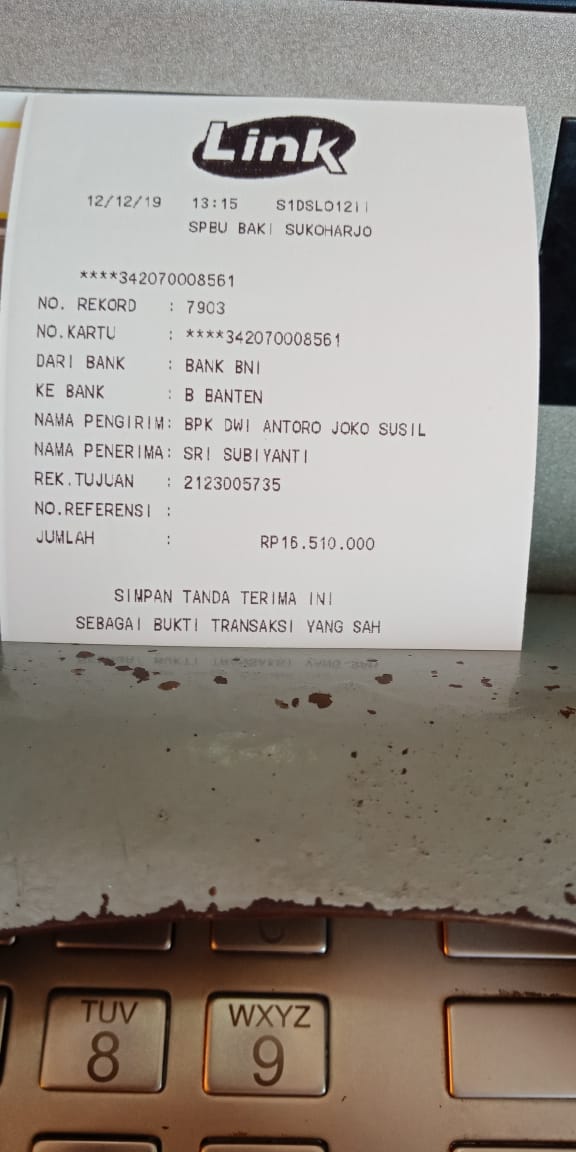 Link
12/12/19 13:15 S1DSLO12||
SPBU BAKI SUKOHARJO
****342070008561
NO. REKORD : 7903
NO.KARTU : ****342070008561
DARI BANK : BANK BNI
KE BANK : B BANTEN
NAMA PENGIRIM: BPK DWI ANTORO JOKO SUSIL
NAMA PENERIMA: SRI SUBIYANTI
REK.TUJUAN : 2123005735
NO.REFERENSI :
JUMLAH : RP16.510.000
SIMPAN TANDA TERIMA INI
SEBAGAI BUKTI TRANSAKSI YANG SAH
TUV WXYZ
8 9